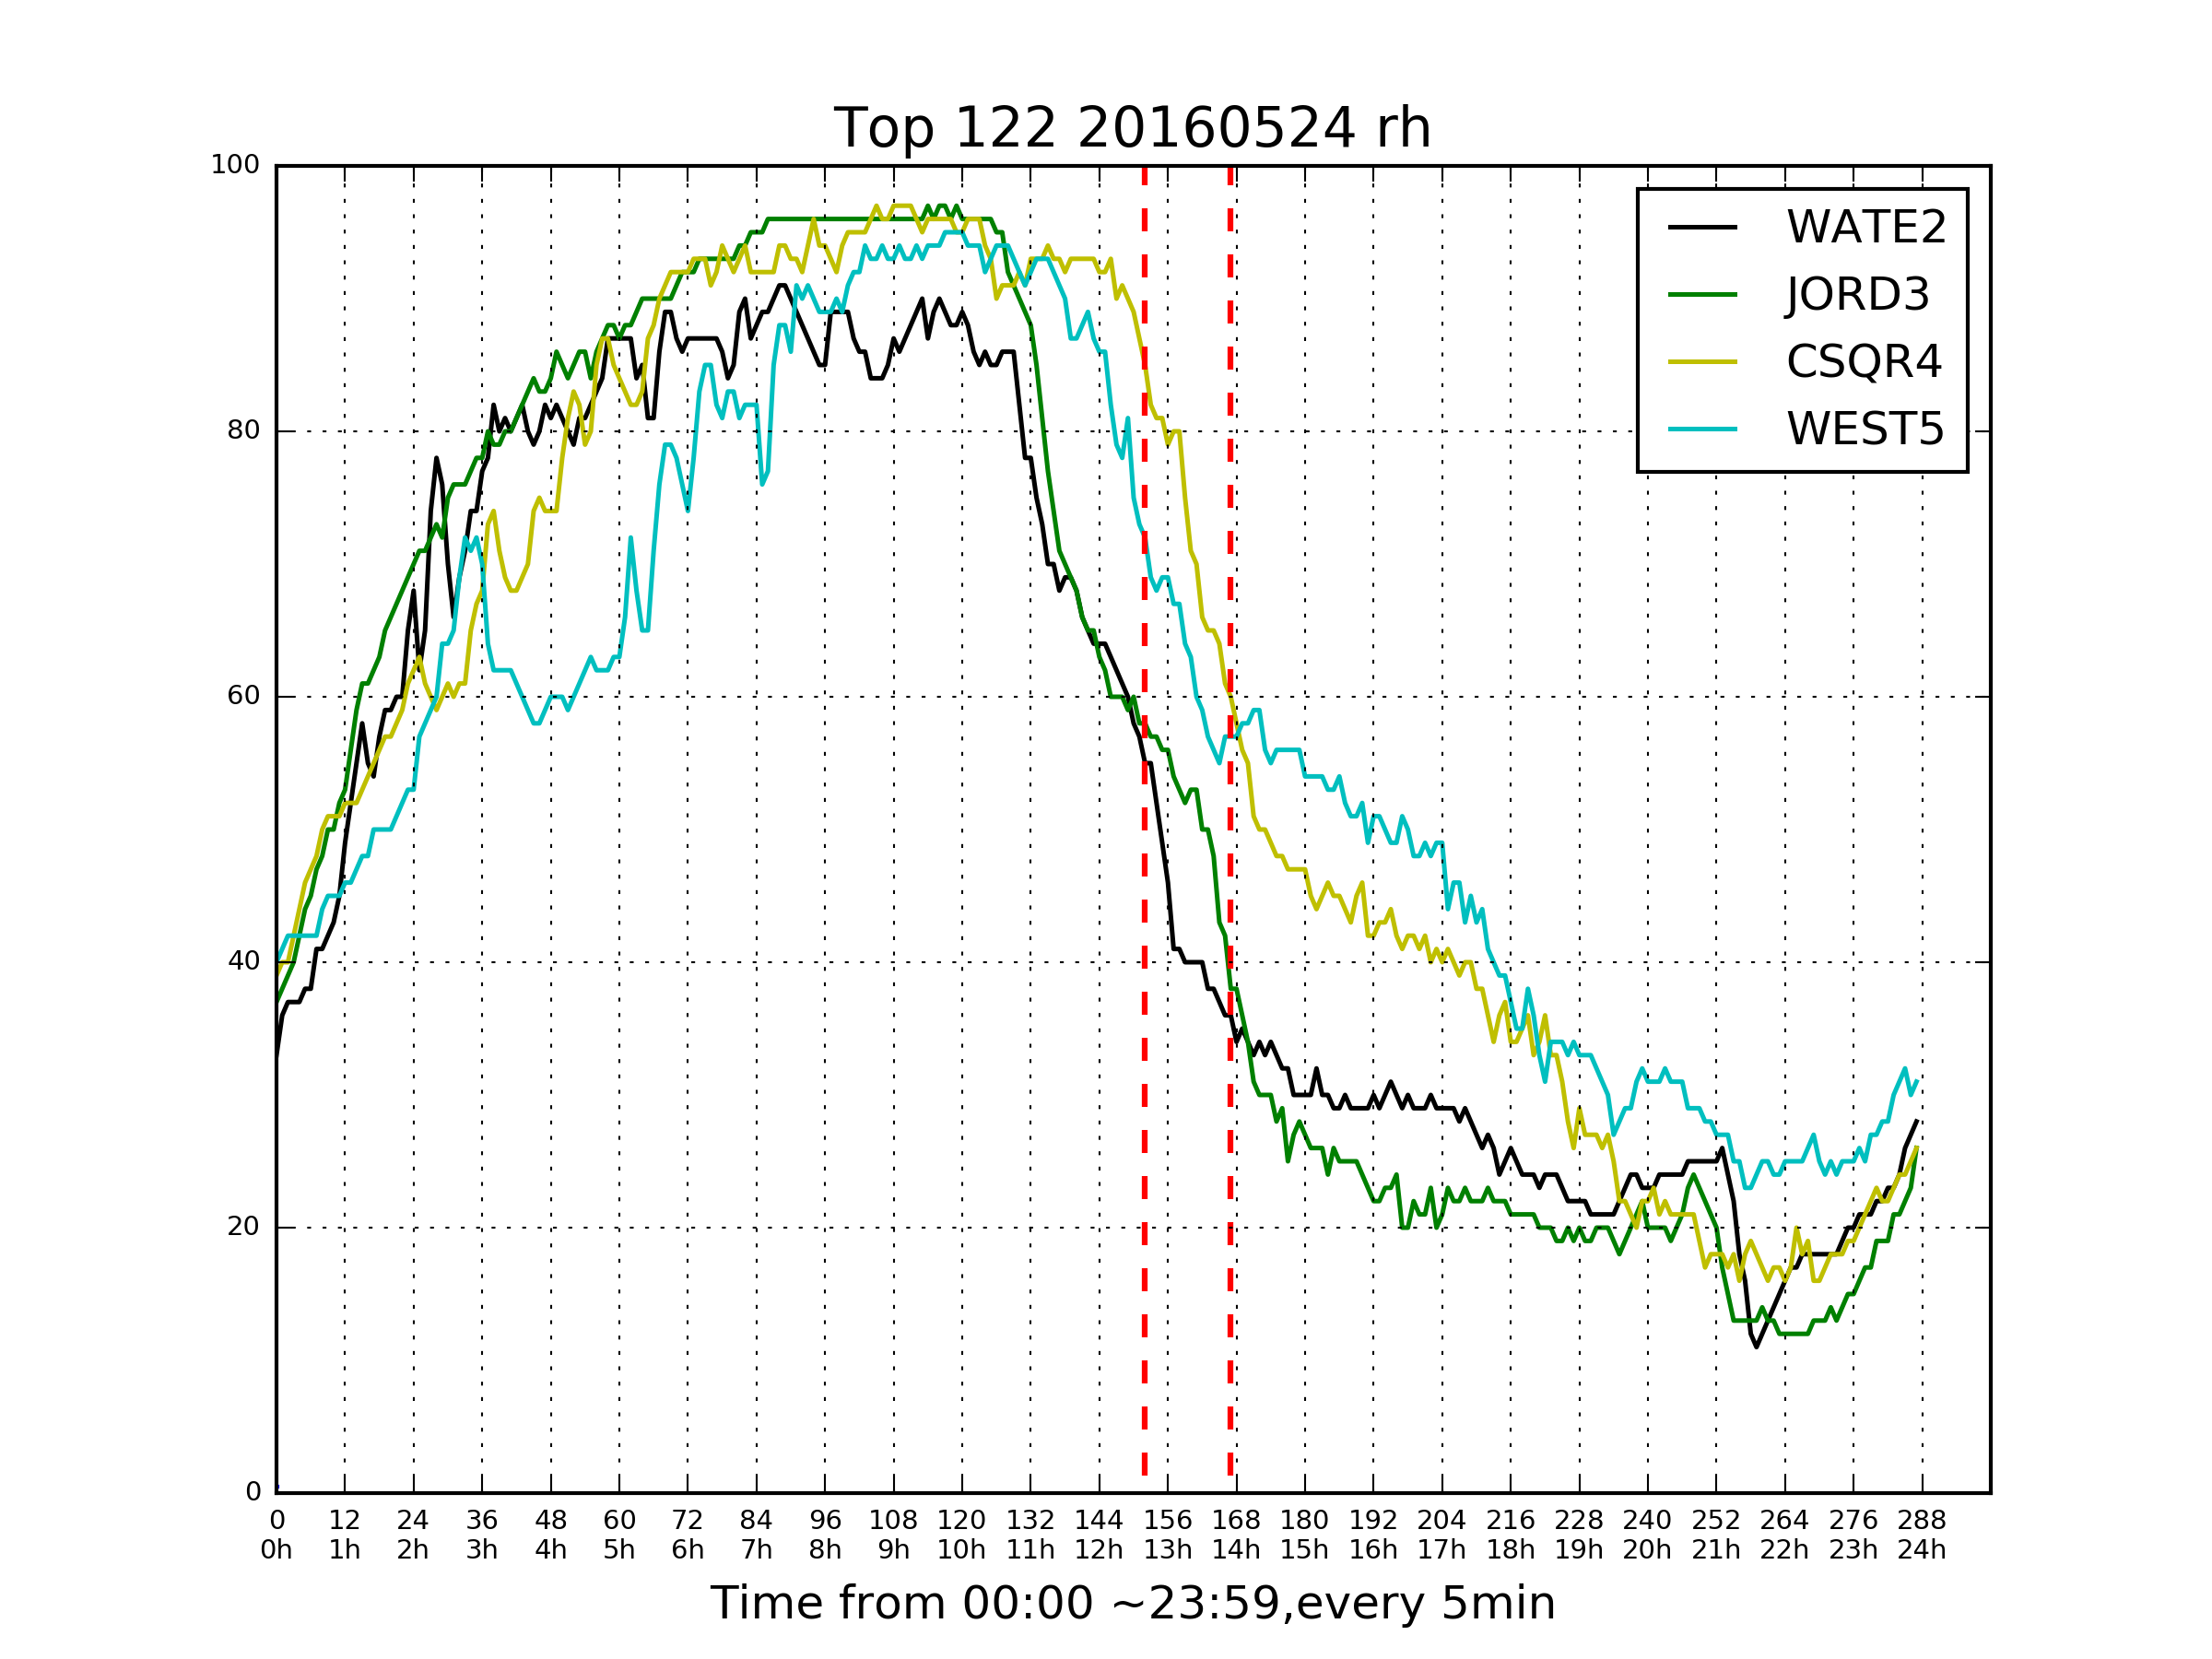 Top 122 20160524 rh
100
80
60
40
20
0
WATE2
JORD3
CSQR4
WEST5
0 12 24 36 48 60 72 84 96 108 120 132 144 156 168 180 192 204 216 228 240 252 264 276 288
0h 1h 2h 3h 4h 5h 6h 7h 8h 9h 10h 11h 12h 13h 14h 15h 16h 17h 18h 19h 20h 21h 22h 23h 24h
Time from 00:00 ~23:59,every 5min